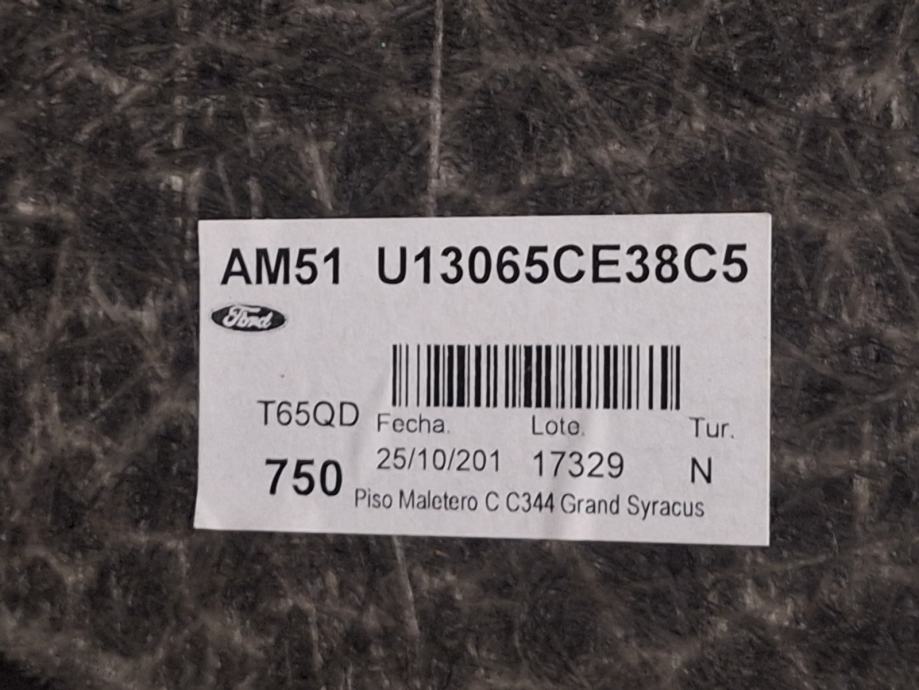 AM51 U13065CE38C5
Ford
T65QD Fecha. Lote. Tur.
750 25/10/201 17329 N
Piso Maletero C C344 Grand Syracus